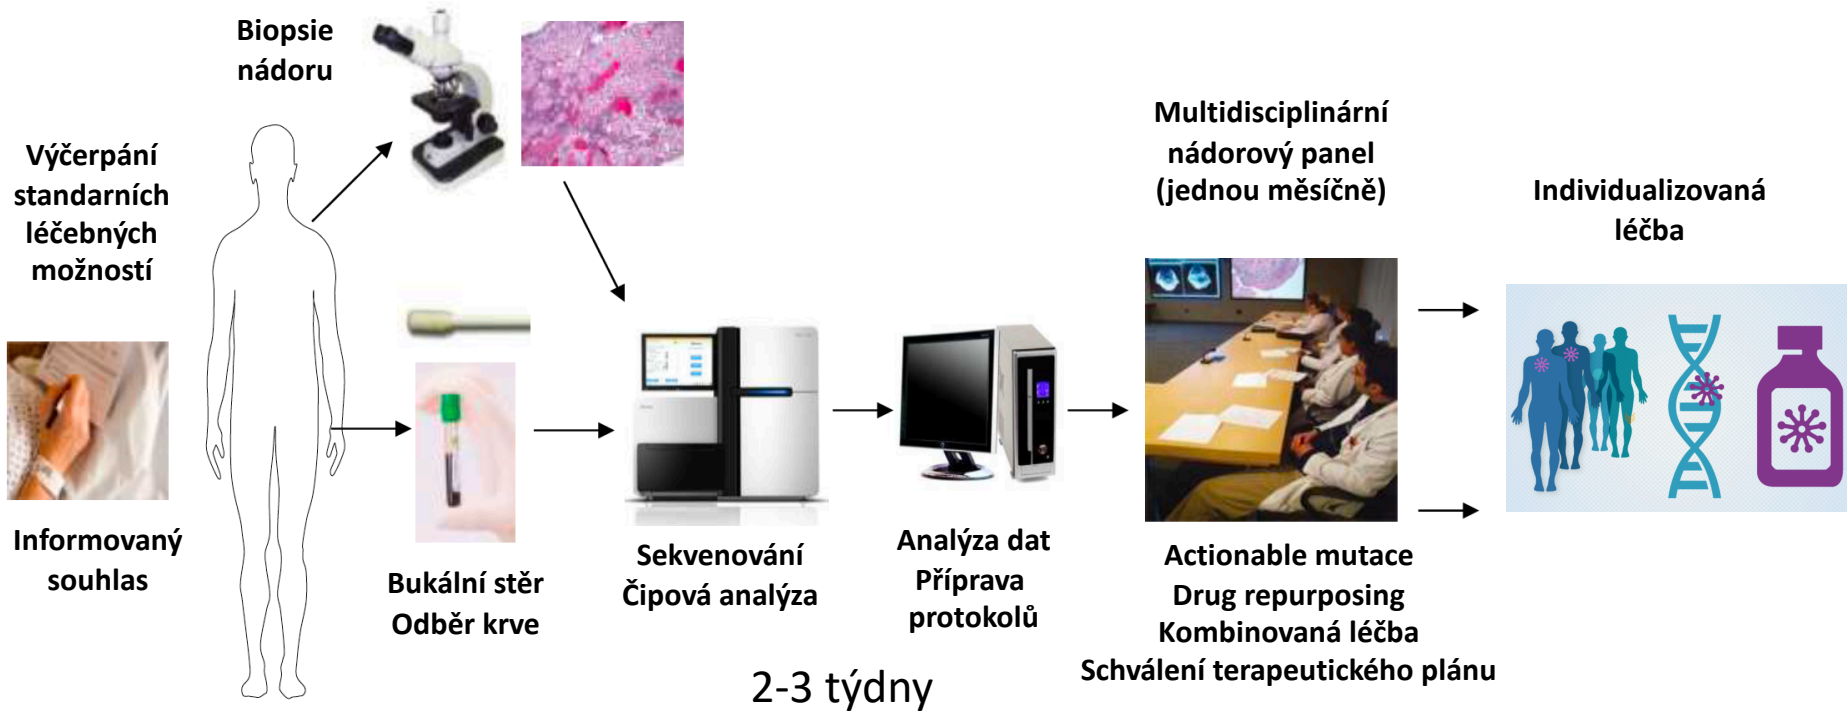 Výčerpání
standarních
léčebných
možností
Informovaný
souhlas
Biopsie
nádoru
Bukální stěr
Odběr krve
Sekvenování
Čipová analýza
Analýza dat
Příprava
protokolů
2-3 týdny
Multidisciplinární
nádorový panel
(jednou měsíčně)
Actionable mutace
Drug repurposing
Kombinovaná léčba
Schválení terapeutického plánu
Individualizovaná
léčba